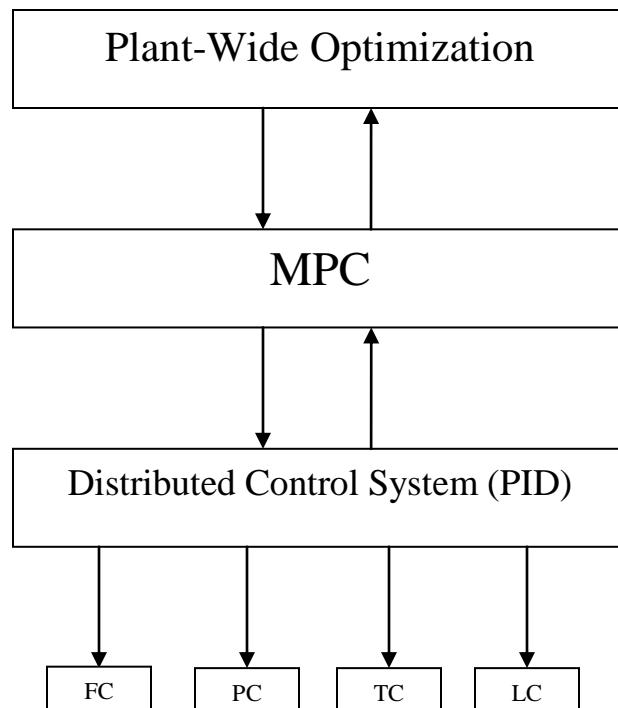 Plant-Wide Optimization
MPC
Distributed Control System (PID)
FC
PC
TC
LC